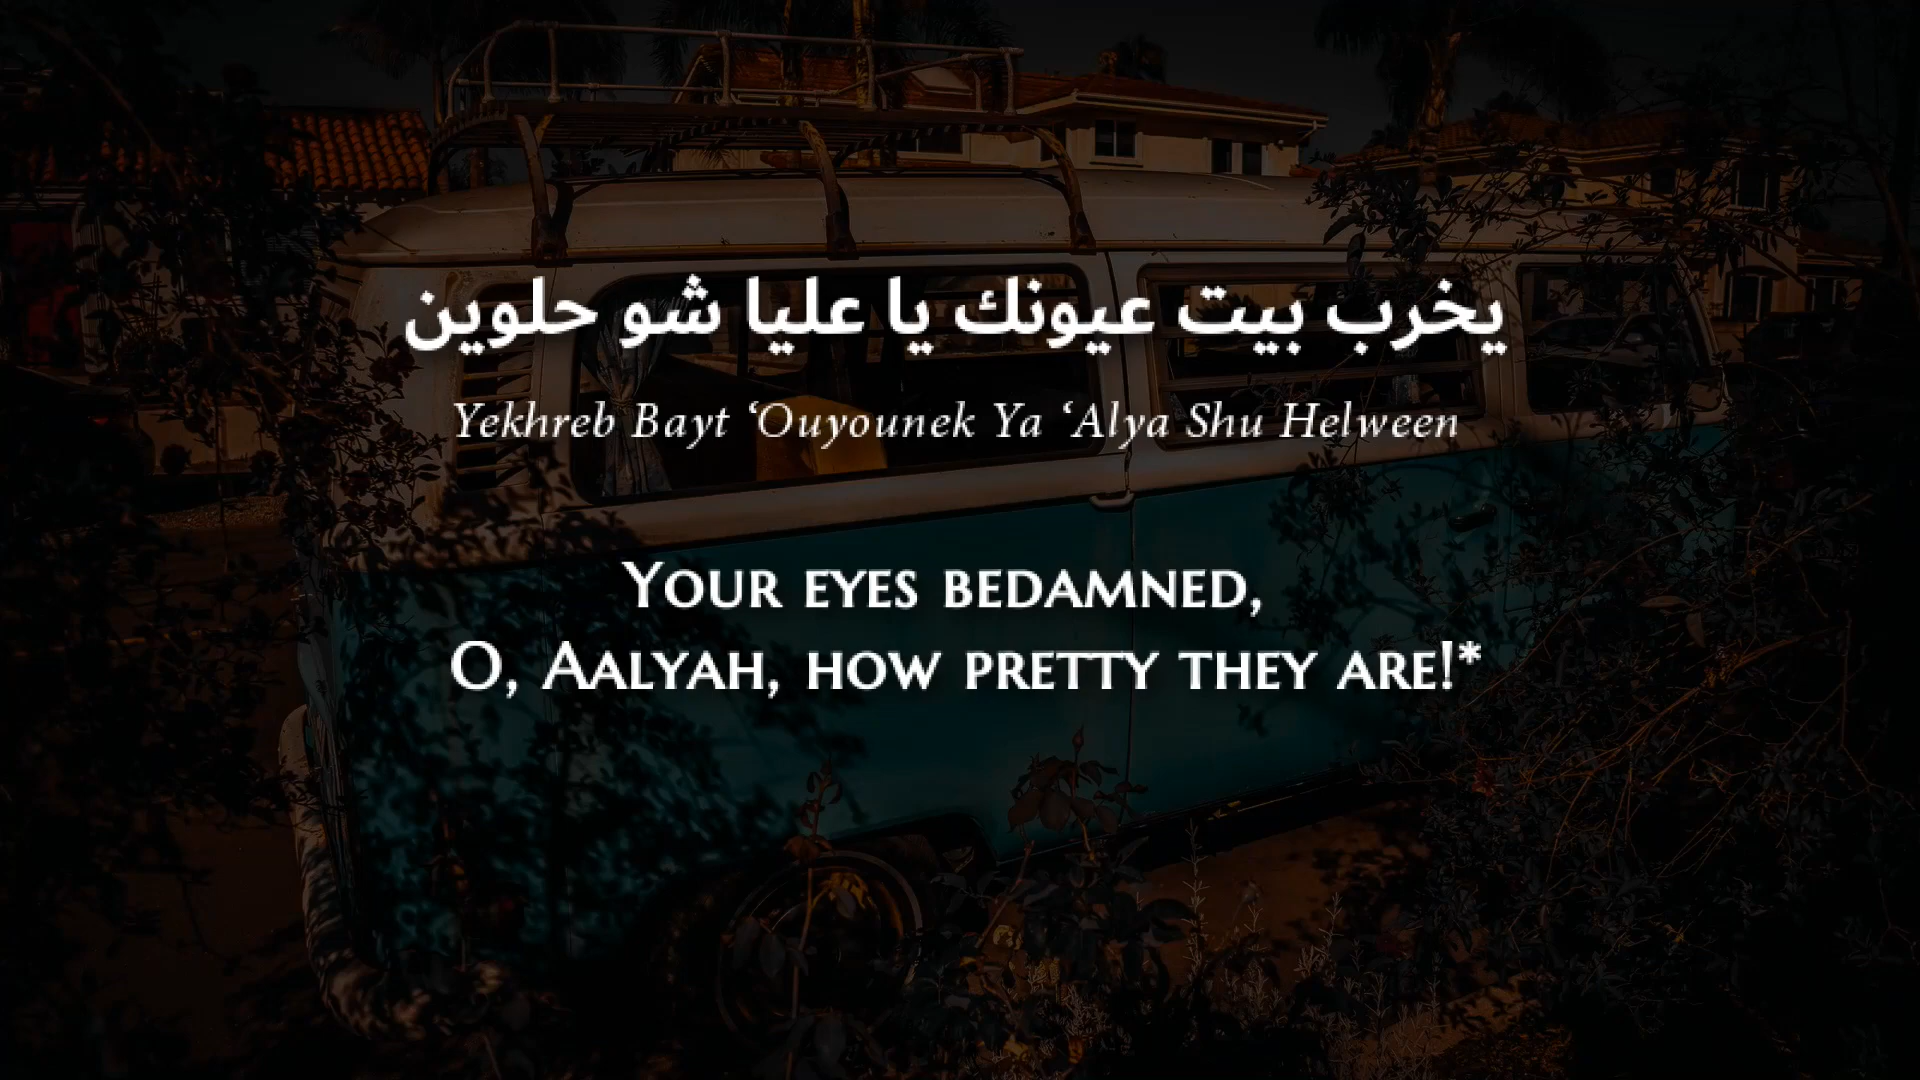 يخرب بيت عيونك يا عليا شو حلوين
Yekhreb Bayt ‘Ouyounek Ya ‘Alya Shu Helween
Your eyes bedamned,
O, Aalyah, how pretty they are!*